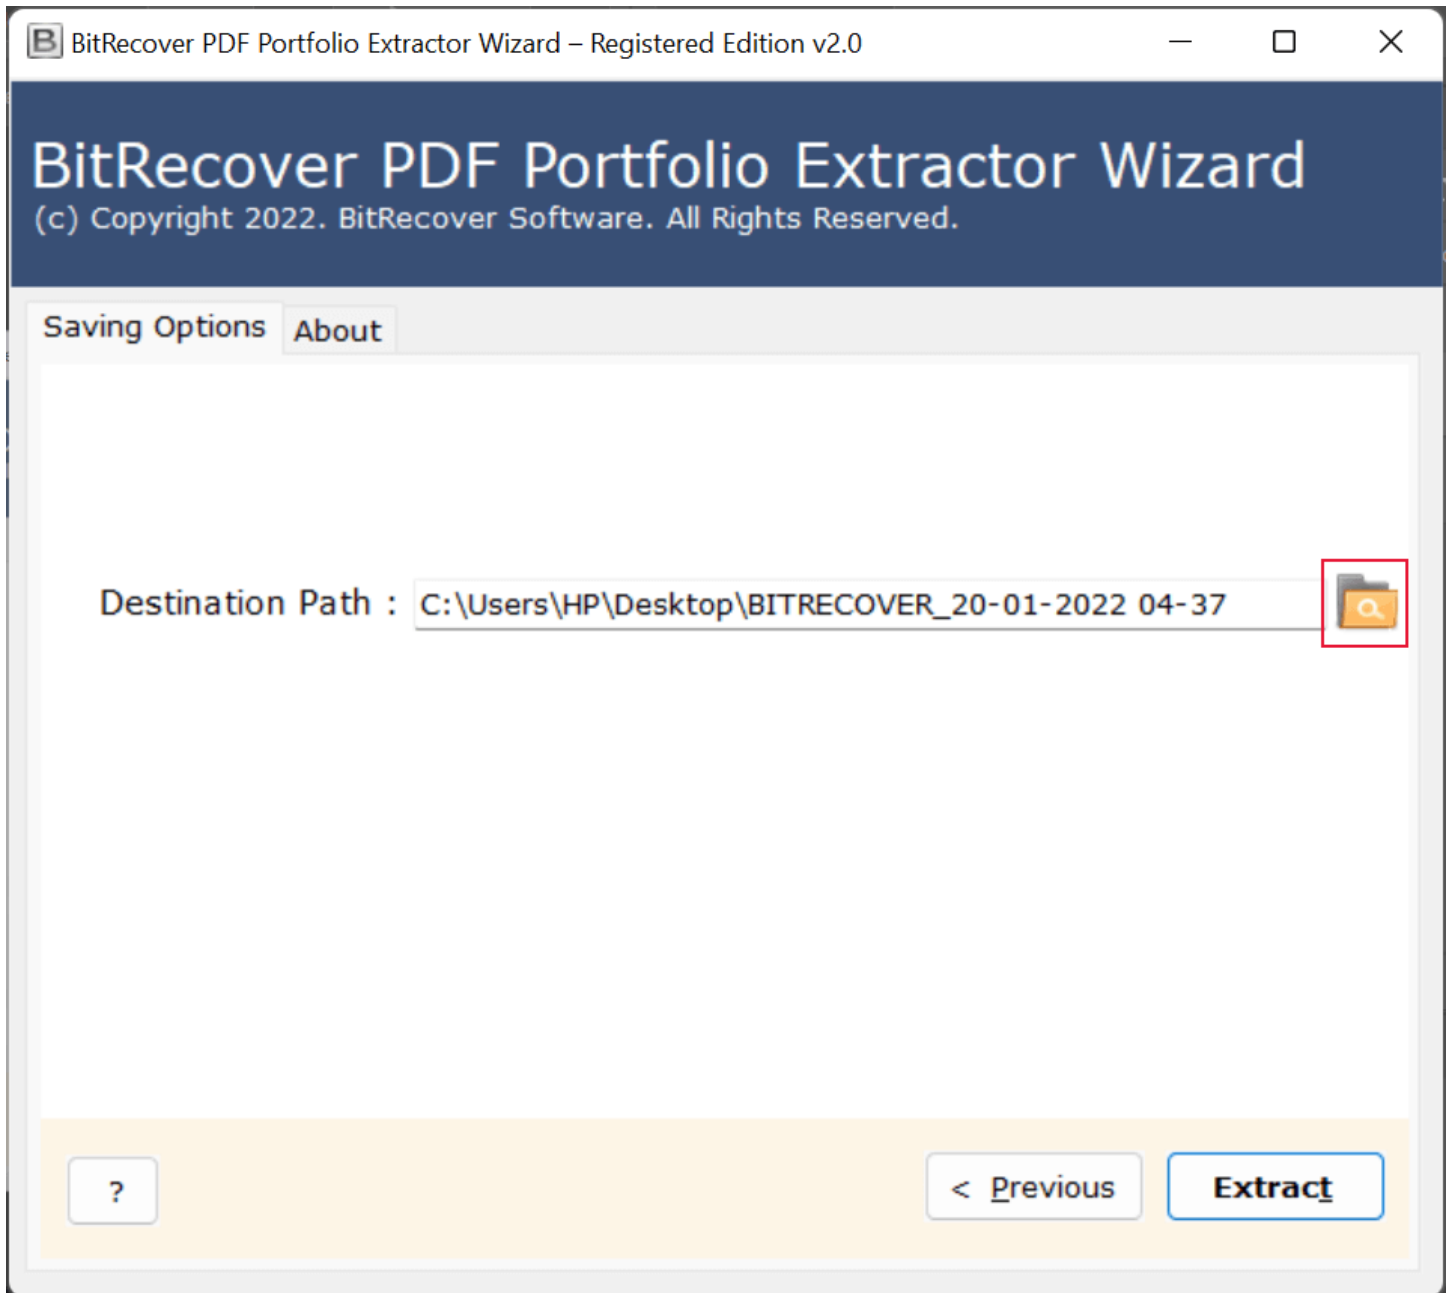 B BitRecover PDF Portfolio Extractor Wizard – Registered Edition v2.0
BitRecover PDF Portfolio Extractor Wizard
(c) Copyright 2022. BitRecover Software. All Rights Reserved.
Saving Options About
Destination Path : C:\Users\HP\Desktop\BITRECOVER_20-01-2022 04-37
? < Previous Extract